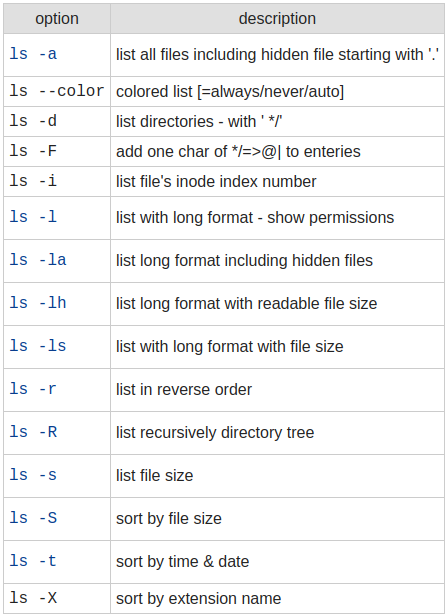 option description
ls -a list all files including hidden file starting with '.'
ls --color colored list [=always/never/auto]
ls -d list directories - with ' */'
ls -F add one char of */=>@| to enteries
ls -i list file's inode index number
ls -l list with long format - show permissions
ls -la list long format including hidden files
ls -lh list long format with readable file size
ls -ls list with long format with file size
ls -r list in reverse order
ls -R list recursively directory tree
ls -s list file size
ls -S sort by file size
ls -t sort by time & date
ls -X sort by extension name